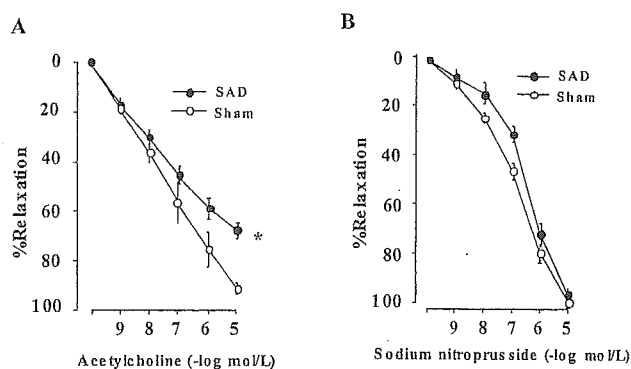 A
0
20
40
60
80
100
%Relaxation
SAD
Sham
*
9 8 7 6 5
Acetylcholine (-log mol/L)
B
0
20
40
60
80
100
%Relaxation
SAD
Sham
9 8 7 6 5
Sodium nitroprusside (-log mol/L)